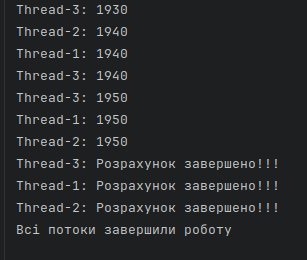 Thread-3: 1930
Thread-2: 1940
Thread-1: 1940
Thread-3: 1940
Thread-3: 1950
Thread-1: 1950
Thread-2: 1950
Thread-3: Розрахунок завершено!!!
Thread-1: Розрахунок завершено!!!
Thread-2: Розрахунок завершено!!!
Всі потоки завершили роботу